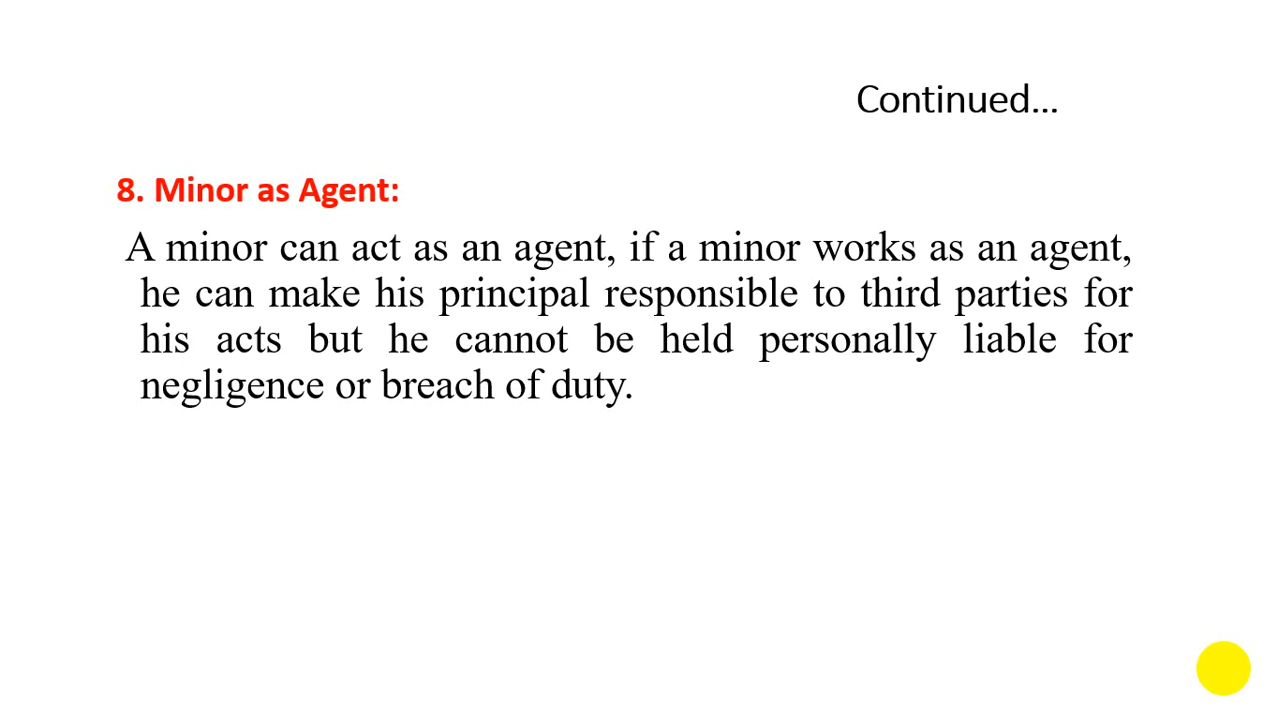 Continued...
8. Minor as Agent:
A minor can act as an agent, if a minor works as an agent,
he can make his principal responsible to third parties for
his acts but he cannot be held personally liable for
negligence or breach of duty.